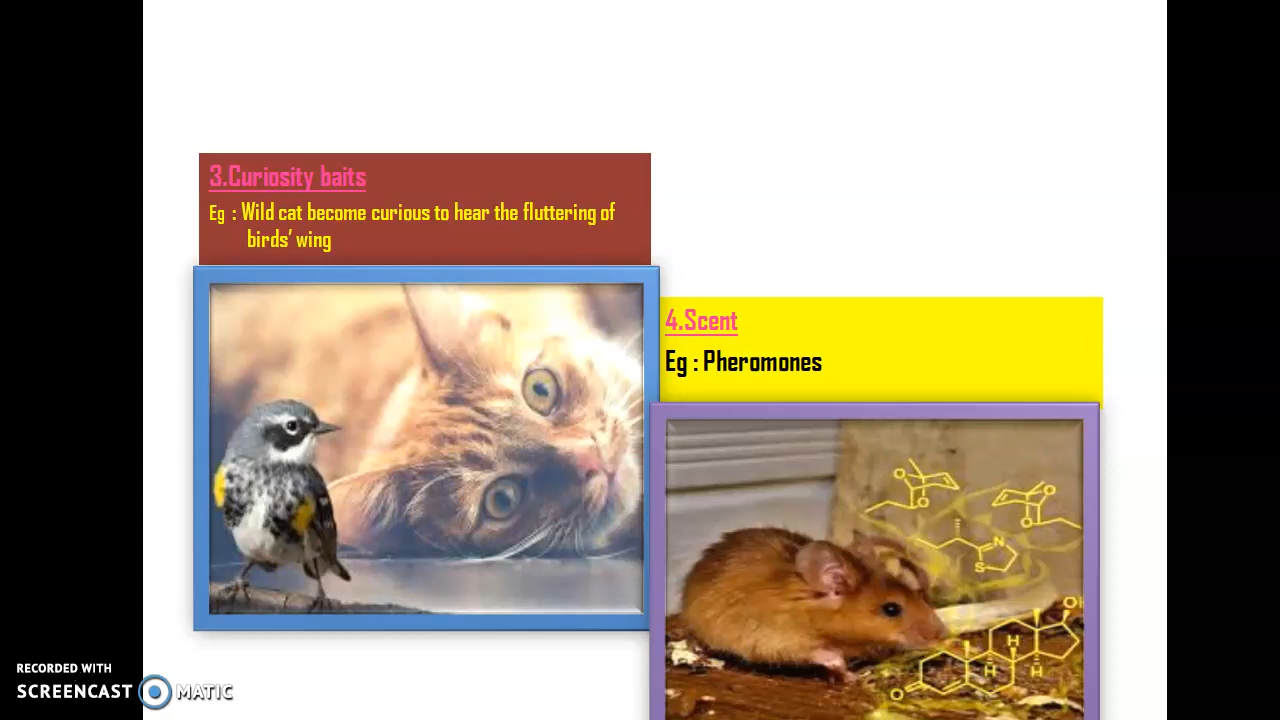 3.Curiosity baits
Eg : Wild cat become curious to hear the fluttering of
birds’ wing
4.Scent
Eg : Pheromones
O
O
O
O
N
S
OH
H
H
H
O
RECORDED WITH
SCREENCAST MATIC